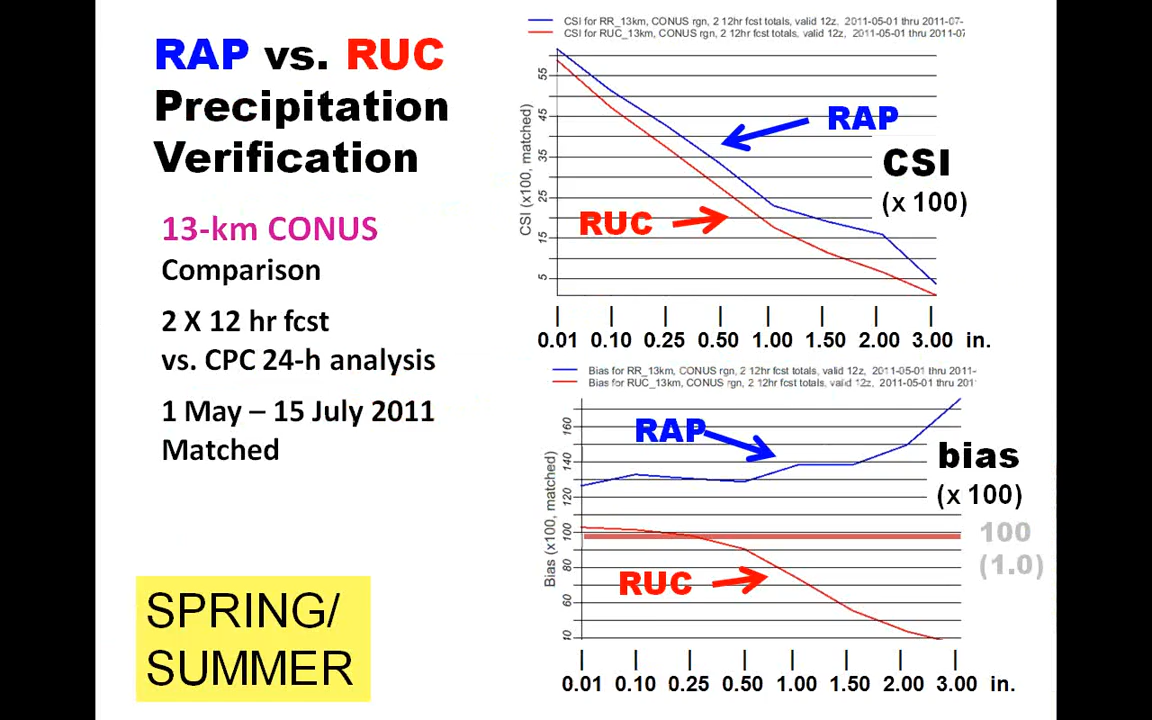 RAP vs. RUC
Precipitation
Verification
13-km CONUS
Comparison
2 X 12 hr fcst
vs. CPC 24-h analysis
1 May – 15 July 2011
Matched
SPRING/
SUMMER
CSI for RR_13km, CONUS rgn, 2 12hr fcst totals, valid 12z, 2011-05-01 thru 2011-07-
CSI for RUC_13km, CONUS rgn, 2 12hr fcst totals, valid 12z, 2011-05-01 thru 2011-07
CSI (x100, matched)
55
45
35
25
15
5
RAP
RUC
CSI
(x 100)
0.01 0.10 0.25 0.50 1.00 1.50 2.00 3.00 in.
Bias for RR_13km, CONUS rgn, 2 12hr fcst totals, valid 12z, 2011-05-01 thru 2011-
Bias for RUC_13km, CONUS rgn, 2 12hr fcst totals, valid 12z, 2011-05-01 thru 201
Bias (x100, matched)
160
140
120
100
80
60
RAP
RUC
bias
(x 100)
100
(1.0)
0.01 0.10 0.25 0.50 1.00 1.50 2.00 3.00 in.